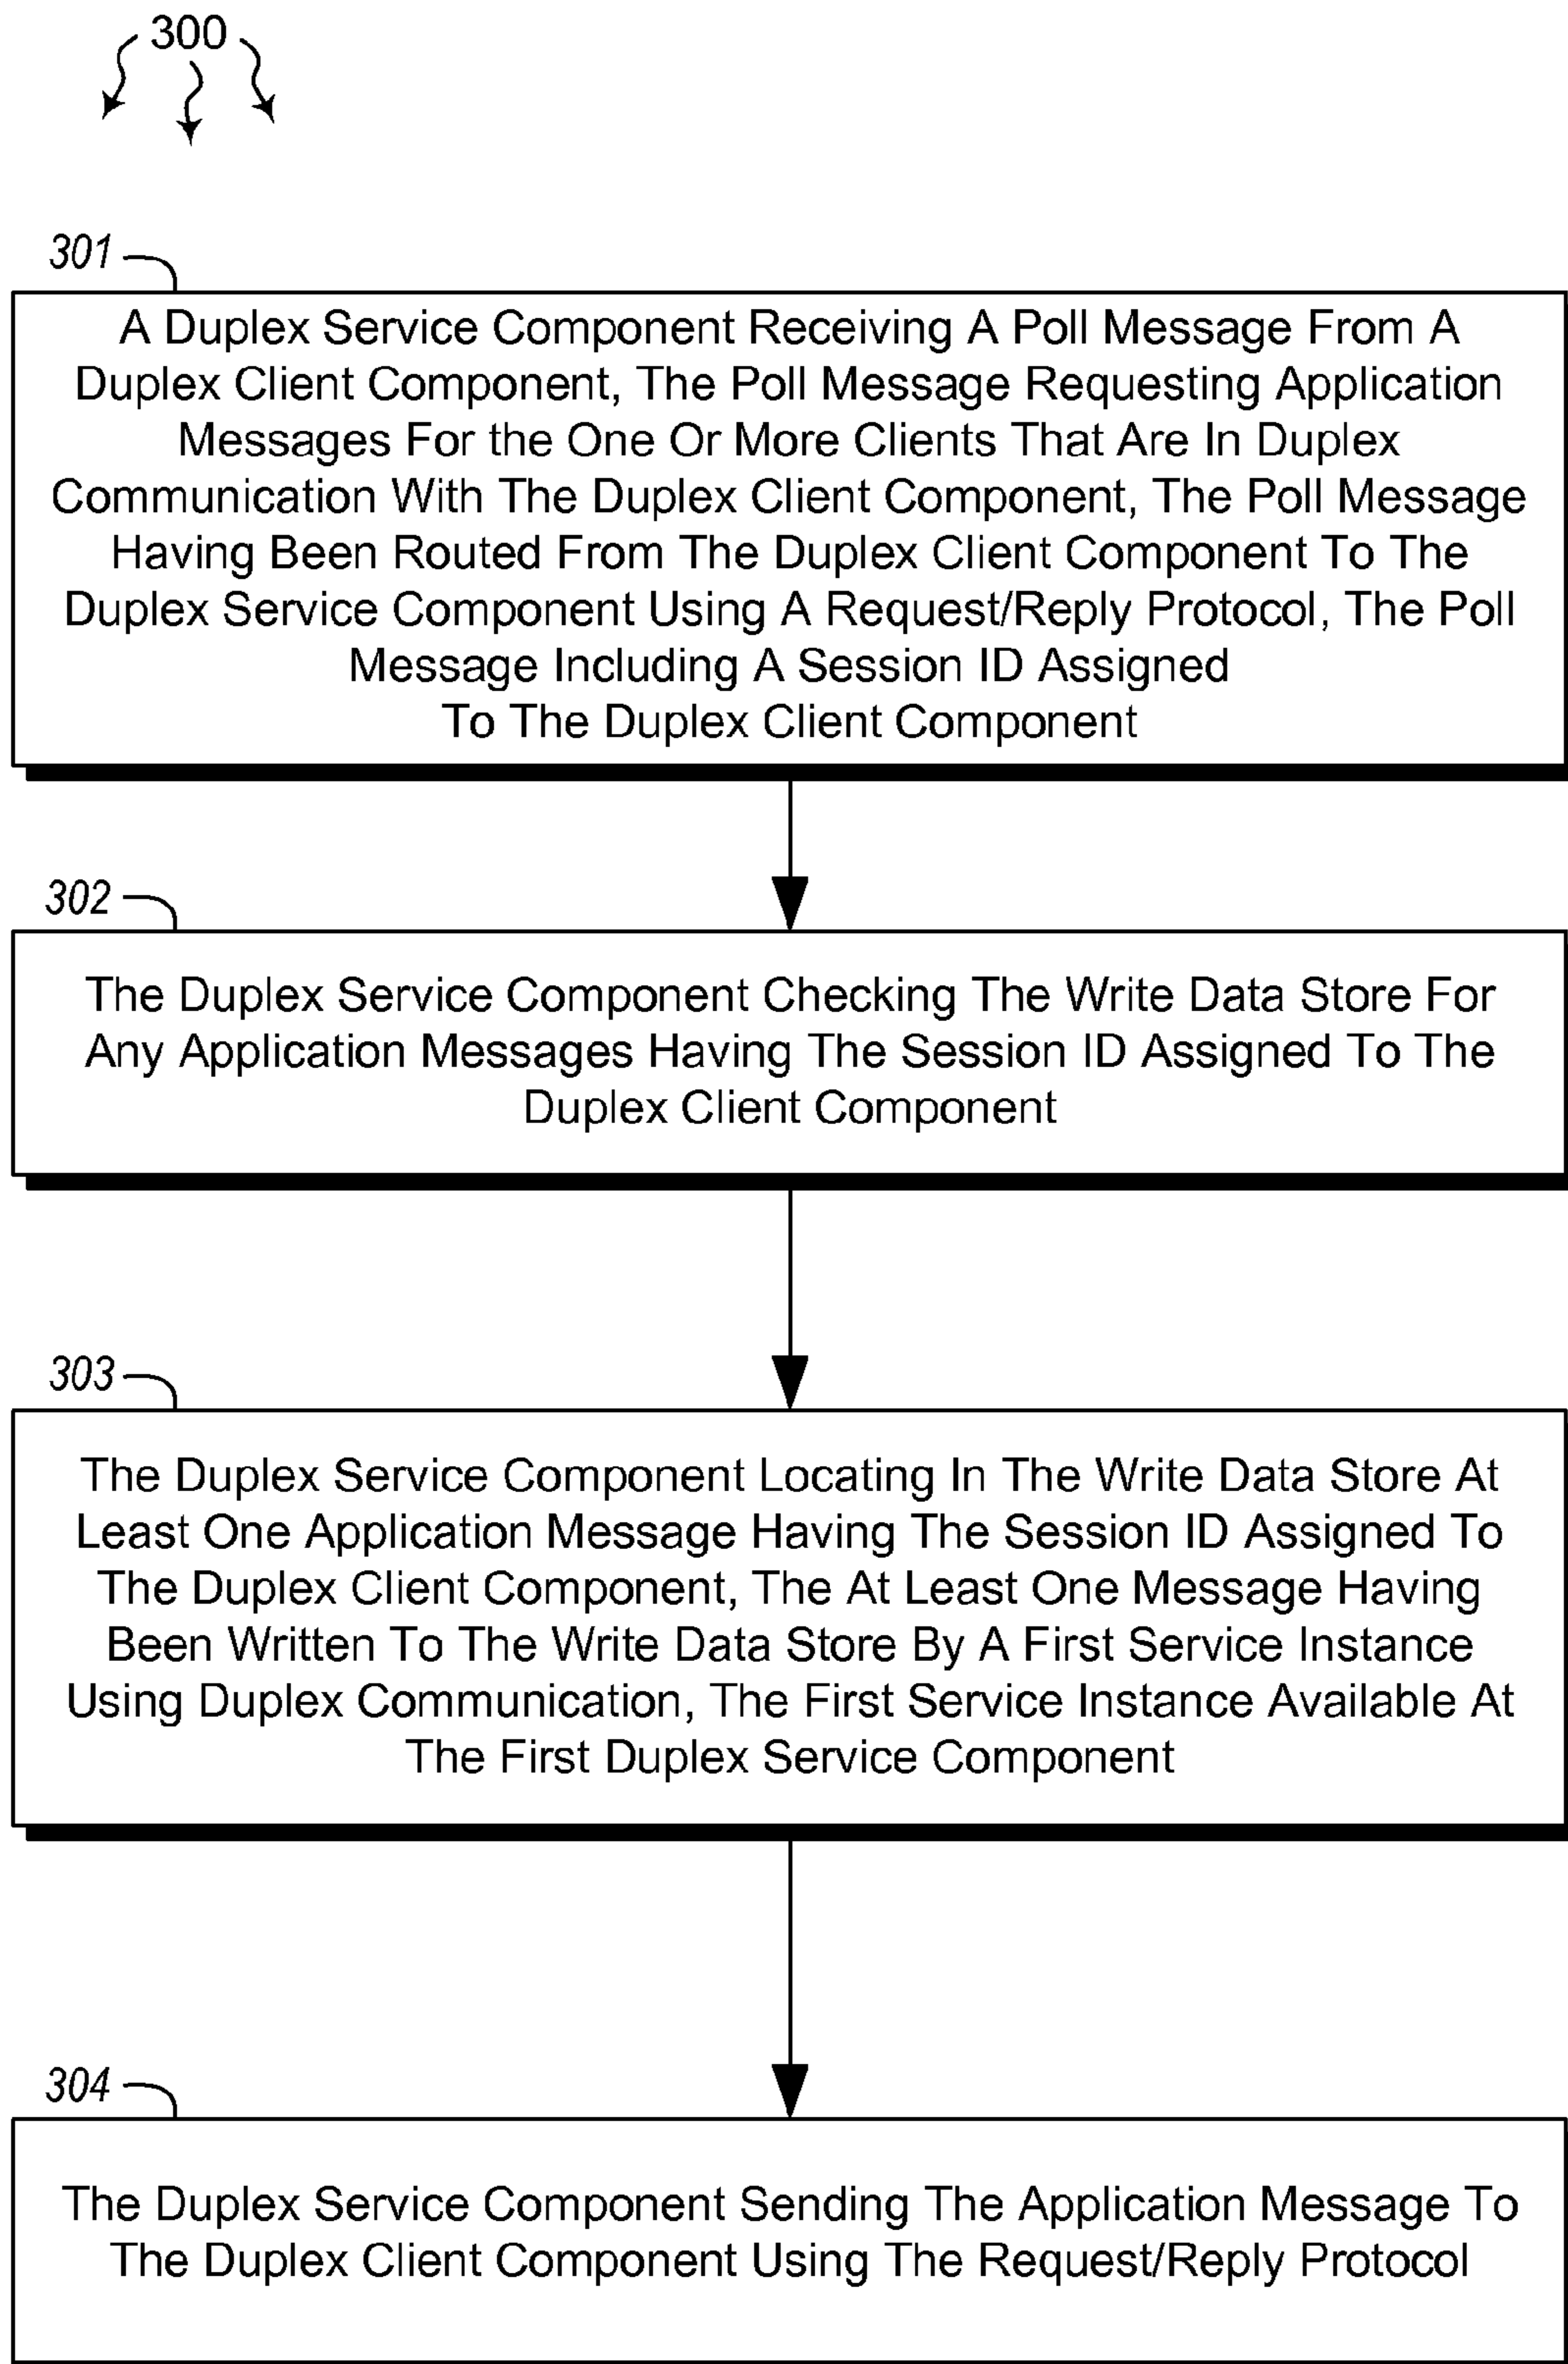 300
301
A Duplex Service Component Receiving A Poll Message From A
Duplex Client Component, The Poll Message Requesting Application
Messages For the One Or More Clients That Are In Duplex
Communication With The Duplex Client Component, The Poll Message
Having Been Routed From The Duplex Client Component To The
Duplex Service Component Using A Request/Reply Protocol, The Poll
Message Including A Session ID Assigned
To The Duplex Client Component
302
The Duplex Service Component Checking The Write Data Store For
Any Application Messages Having The Session ID Assigned To The
Duplex Client Component
303
The Duplex Service Component Locating In The Write Data Store At
Least One Application Message Having The Session ID Assigned To
The Duplex Client Component, The At Least One Message Having
Been Written To The Write Data Store By A First Service Instance
Using Duplex Communication, The First Service Instance Available At
The First Duplex Service Component
304
The Duplex Service Component Sending The Application Message To
The Duplex Client Component Using The Request/Reply Protocol